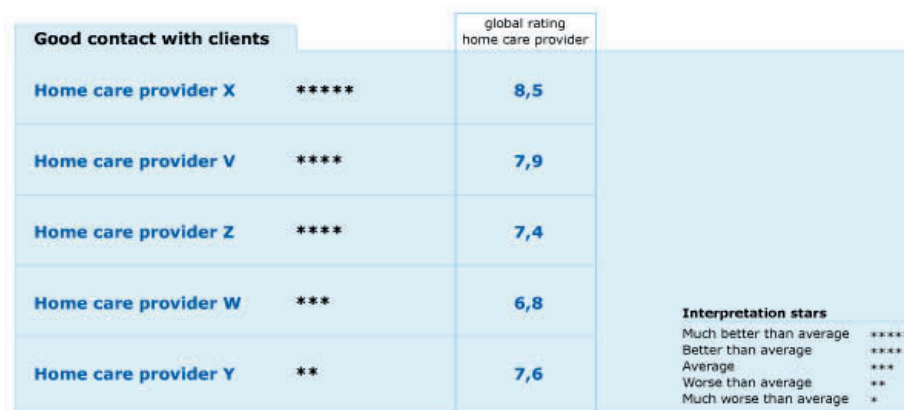 Good contact with clients
global rating
home care provider
Home care provider X ***** 8,5
Home care provider V **** 7,9
Home care provider Z **** 7,4
Home care provider W *** 6,8
Home care provider Y ** 7,6
Interpretation stars
Much better than average ****
Better than average ****
Average ***
Worse than average **
Much worse than average *